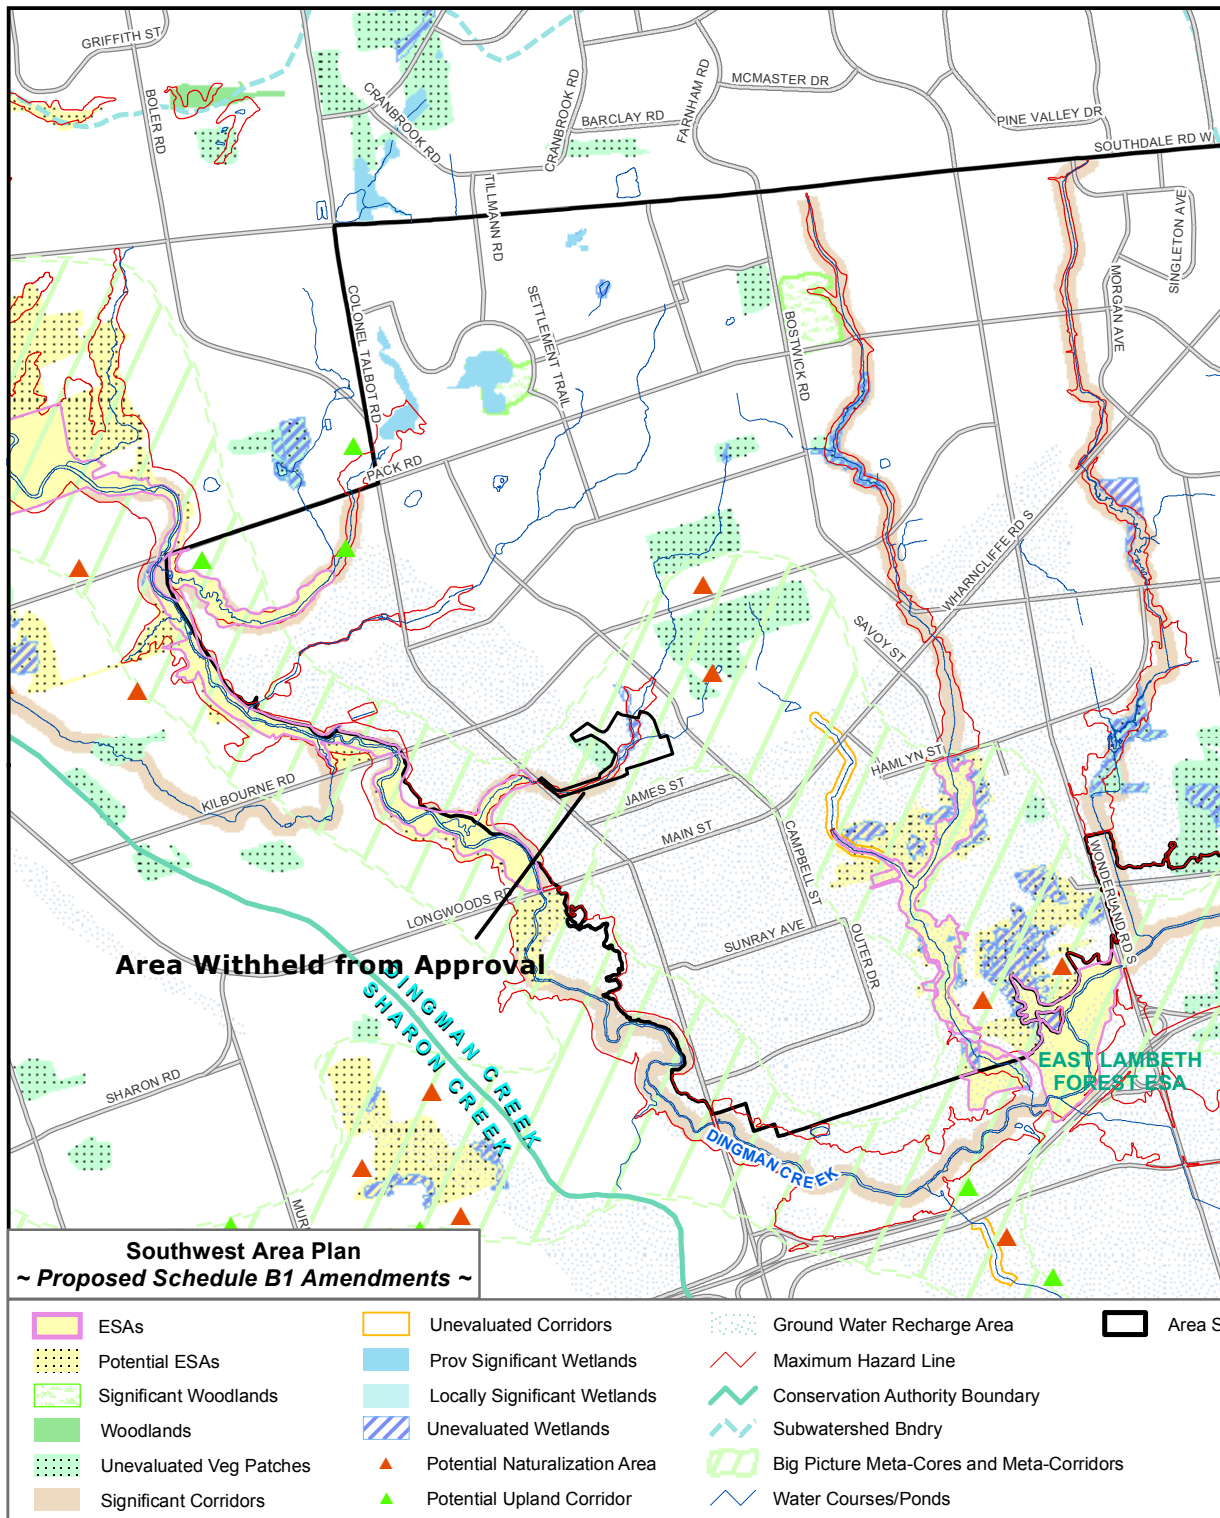 GRIFFITH ST
BOLER RD
CRANBROOK RD
CRANBROOK RD
BARCLAY RD
FARNHAM RD
MCMASTER DR
PINE VALLEY DR
SOUTHDALE RD W
TILLMANN RD
SINGLETON AVE
MORGAN AVE
COLONEL TALBOT RD
SETTLEMENT TRAIL
BOSTWICK RD
PACK RD
WHARNCLIFFE RD S
SAVOY ST
HAMLYN ST
KILBOURNE RD
JAMES ST
MAIN ST
CAMPBELL ST
WONDERLAND RD S
LONGWOODS RD
SUNRAY AVE
OUTER DR
Area Withheld from Approval
DINGMAN CREEK
SHARON CREEK
EAST LAMBETH
FOREST ESA
SHARON RD
DINGMAN CREEK
Southwest Area Plan
~ Proposed Schedule B1 Amendments ~
ESAs
Potential ESAs
Significant Woodlands
Woodlands
Unevaluated Veg Patches
Significant Corridors
Unevaluated Corridors
Prov Significant Wetlands
Locally Significant Wetlands
Unevaluated Wetlands
Potential Naturalization Area
Potential Upland Corridor
Ground Water Recharge Area
Maximum Hazard Line
Conservation Authority Boundary
Subwatershed Bndry
Big Picture Meta-Cores and Meta-Corridors
Water Courses/Ponds
Area S